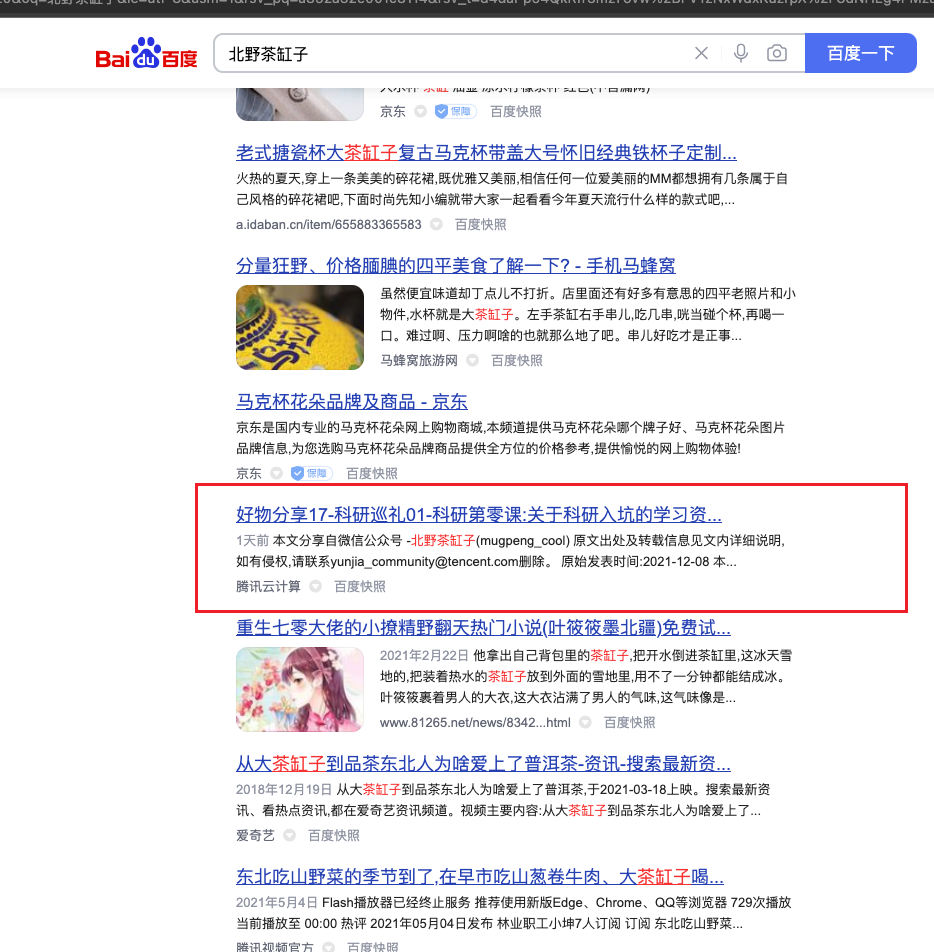 Bai du 百度
北野茶缸子
百度一下
京东 保障 百度快照
老式搪瓷杯大茶缸子复古马克杯带盖大号怀旧经典铁杯子定制...
火热的夏天,穿上一条美美的碎花裙,既优雅又美丽,相信任何一位爱美丽的MM都想拥有几条属于自
己风格的碎花裙吧,下面时尚先知小编就带大家一起看看今年夏天流行什么样的款式吧,...
a.idaban.cn/item/655883365583 百度快照
分量狂野、价格腼腆的四平美食了解一下? - 手机马蜂窝
虽然便宜味道却丁点儿不打折。店里面还有好多有意思的四平老照片和小
物件,水杯就是大茶缸子。左手茶缸右手串儿,吃几串,咣当碰个杯,再喝一
口。难过啊、压力啊啥的也就那么地了吧。串儿好吃才是正事...
马蜂窝旅游网 百度快照
马克杯花朵品牌及商品 - 京东
京东是国内专业的马克杯花朵网上购物商城,本频道提供马克杯花朵哪个牌子好、马克杯花朵图片
品牌信息,为您选购马克杯花朵品牌商品提供全方位的价格参考,提供愉悦的网上购物体验!
京东 保障 百度快照
好物分享17-科研巡礼01-科研第零课:关于科研入坑的学习资...
1天前 本文分享自微信公众号 -北野茶缸子(mugpeng_cool) 原文出处及转载信息见文内详细说明,
如有侵权,请联系yunjia_community@tencent.com删除。 原始发表时间:2021-12-08 本...
腾讯云计算 百度快照
重生七零大佬的小撩精野翻天热门小说(叶筱筱墨北疆)免费试...
2021年2月22日 他拿出自己背包里的茶缸子,把开水倒进茶缸里,这冰天雪
地的,把装着热水的茶缸子放到外面的雪地里,用不了一分钟都能结成冰。
叶筱筱裹着男人的大衣,这大衣沾满了男人的气味,这气味像是...
www.81265.net/news/8342...html 百度快照
从大茶缸子到品茶东北人为啥爱上了普洱茶-资讯-搜索最新资...
2018年12月19日 从大茶缸子到品茶东北人为啥爱上了普洱茶,于2021-03-18上映。搜索最新资
讯、看热点资讯,都在爱奇艺资讯频道。视频主要内容:从大茶缸子到品茶东北人为啥爱上了...
爱奇艺 百度快照
东北吃山野菜的季节到了,在早市吃山葱卷牛肉、大茶缸子喝...
2021年5月4日 Flash播放器已经终止服务 推荐使用新版Edge、Chrome、QQ等浏览器 729次播放
当前播放至 00:00 热评 2021年05月04日发布 林业职工小坤7人订阅 订阅 东北吃山野菜...
腾讯视频官方 百度快照